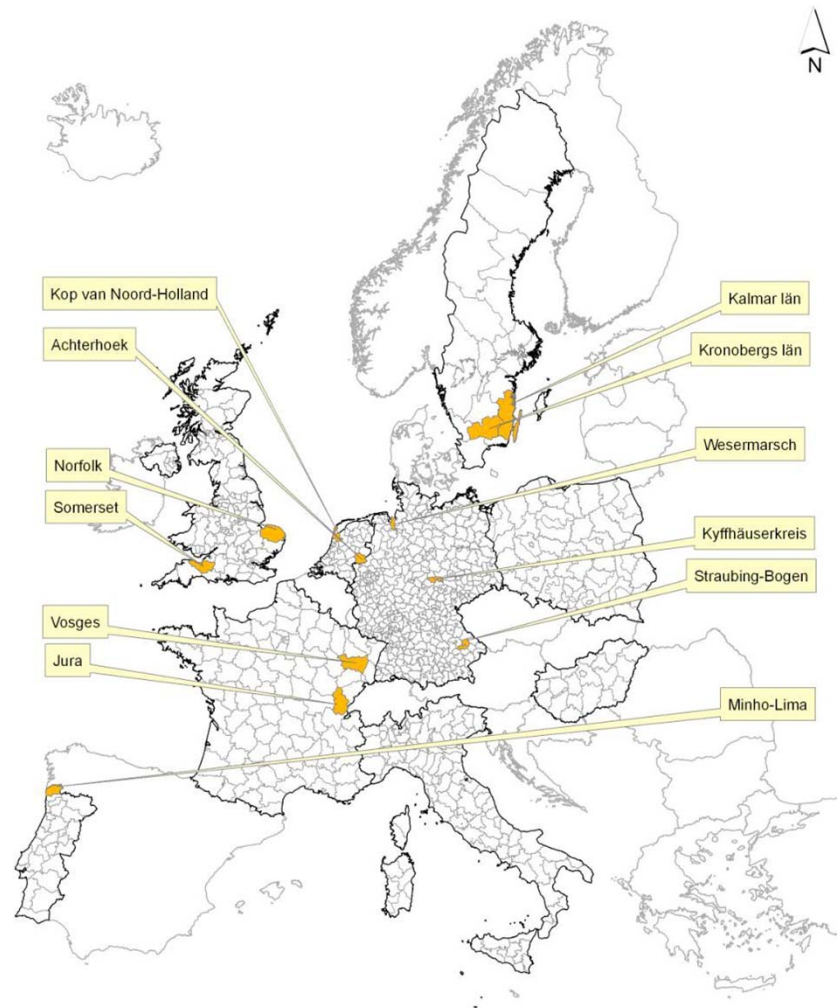 N
Kop van Noord-Holland
Achterhoek
Norfolk
Somerset
Vosges
Jura
Kalmar län
Kronobergs län
Wesermarsch
Kyffhäuserkreis
Straubing-Bogen
Minho-Lima